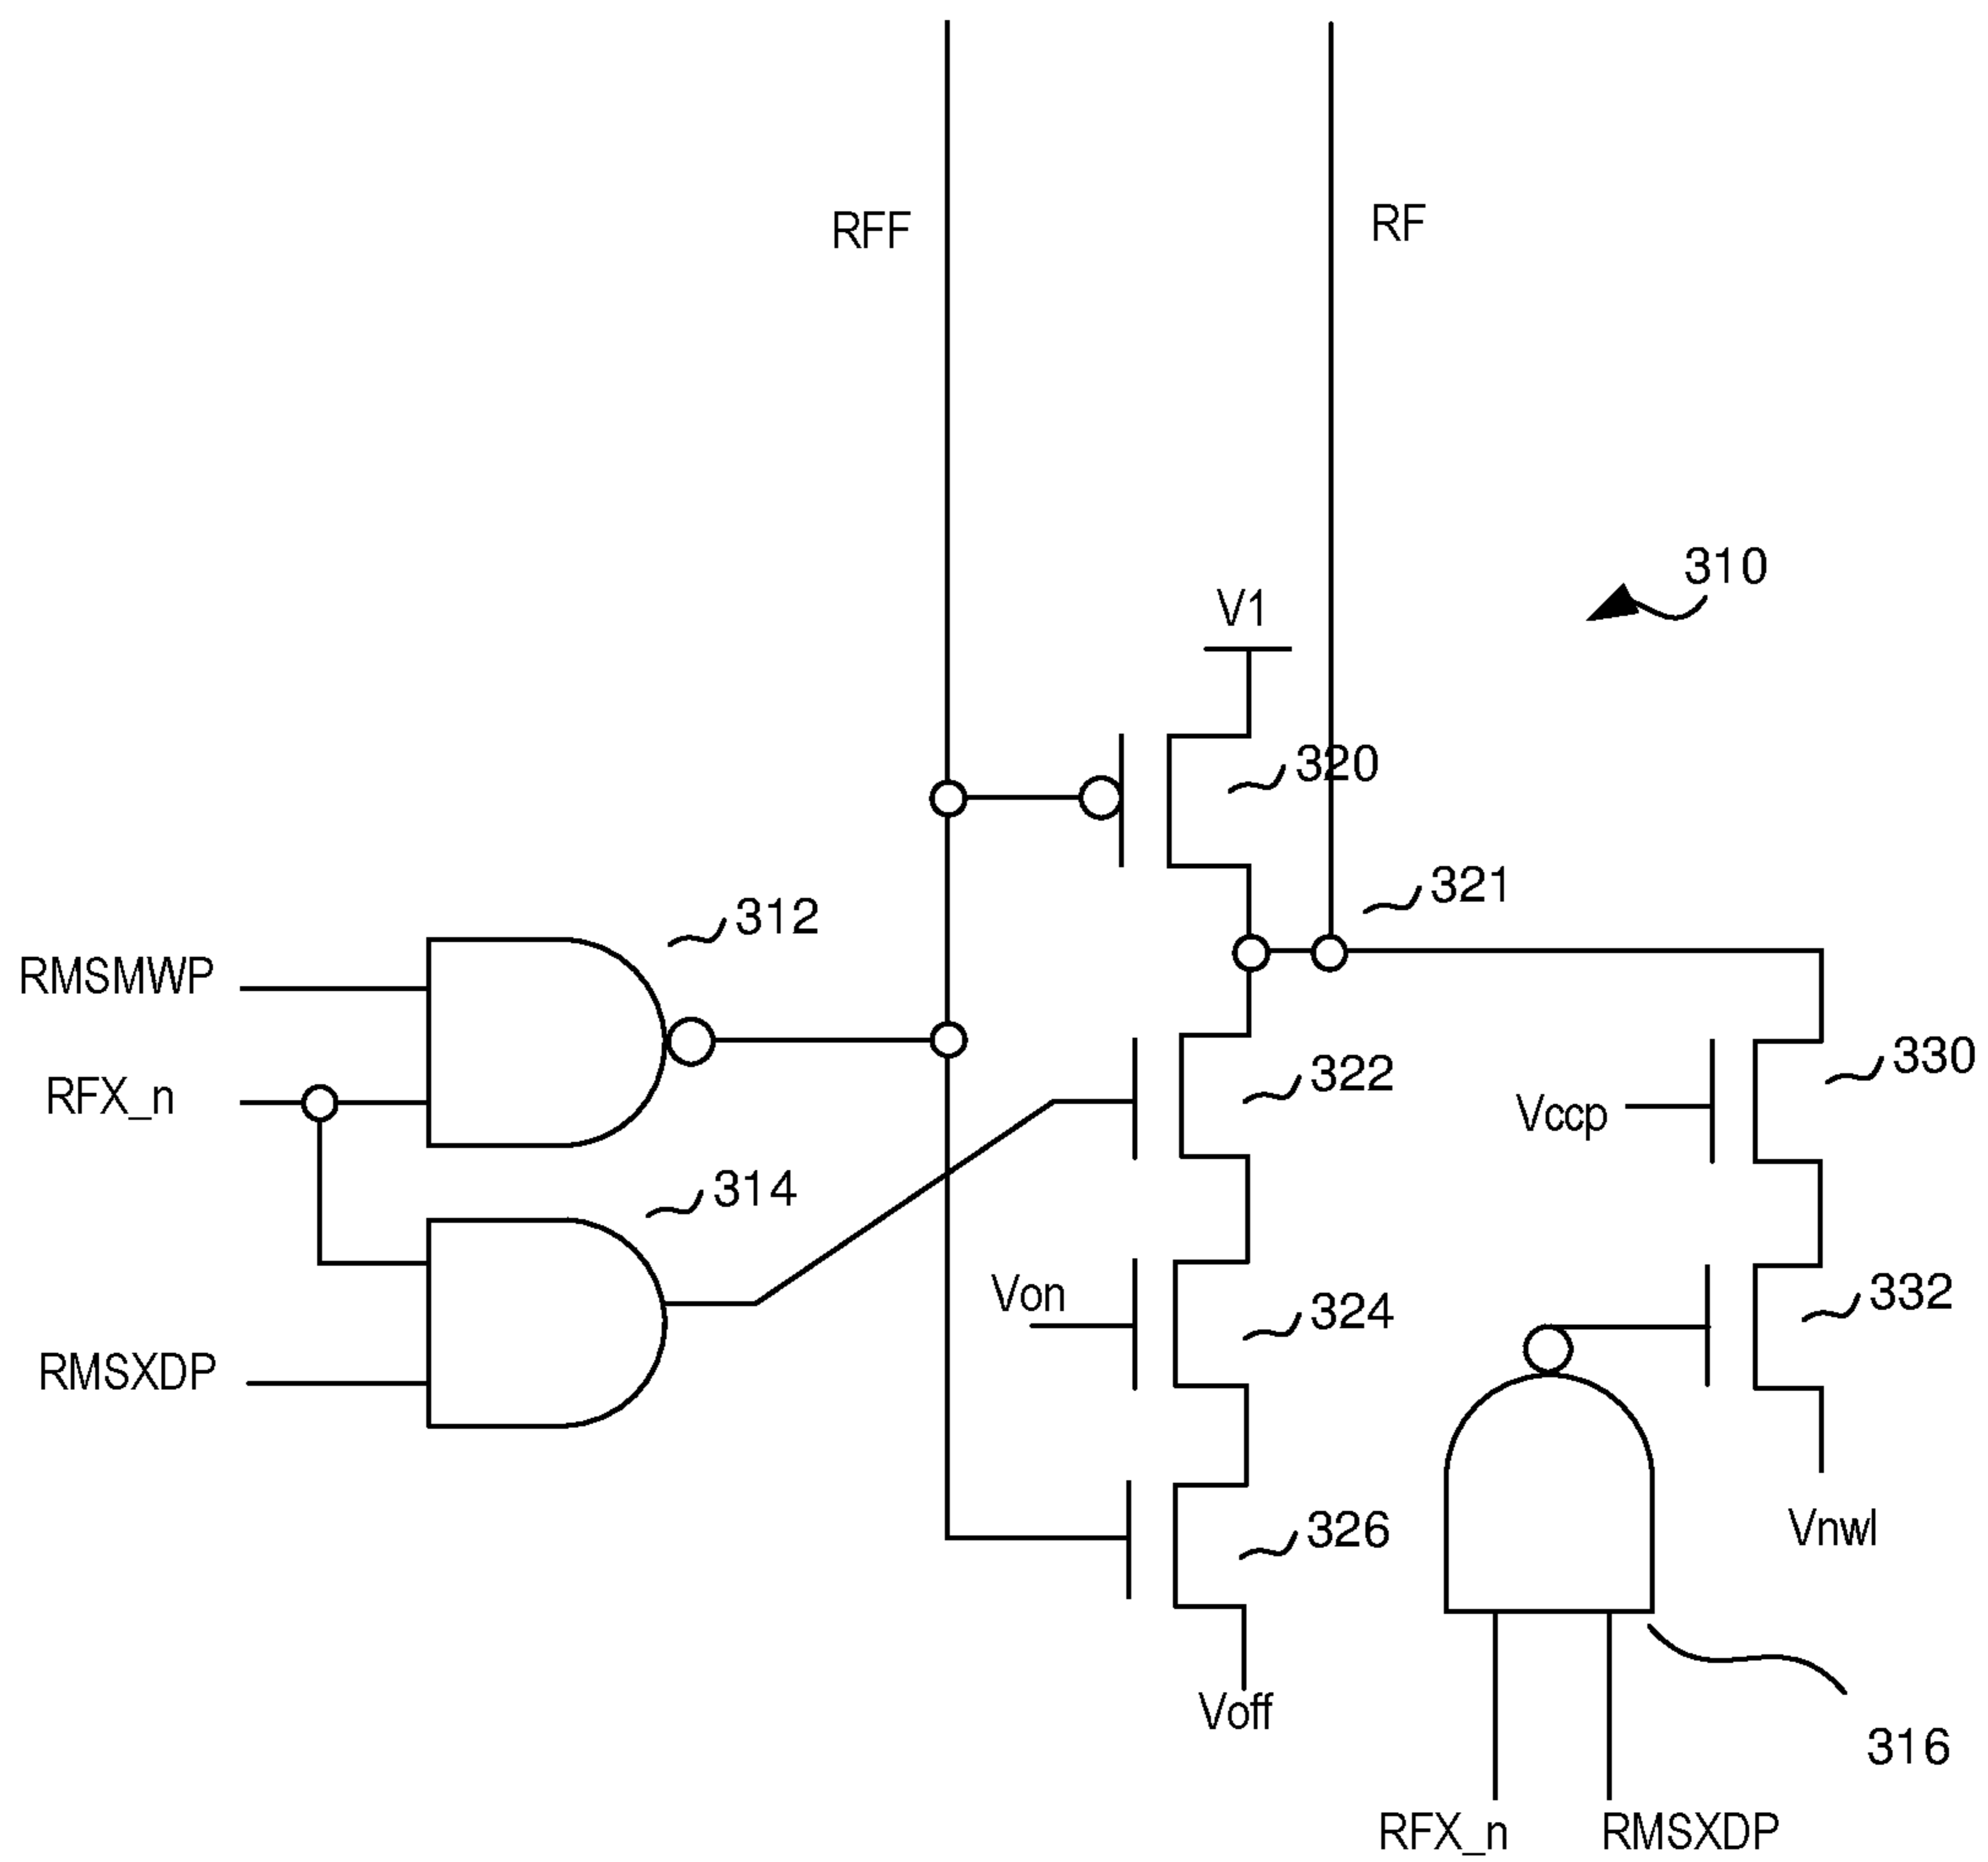 RFF
RF
310
V1
320
321
312
RMSMWP
330
322
RFX_n
Vccp
314
Von
324
332
RMSXDP
326
Vnwl
Voff
316
RFX_n
RMSXDP